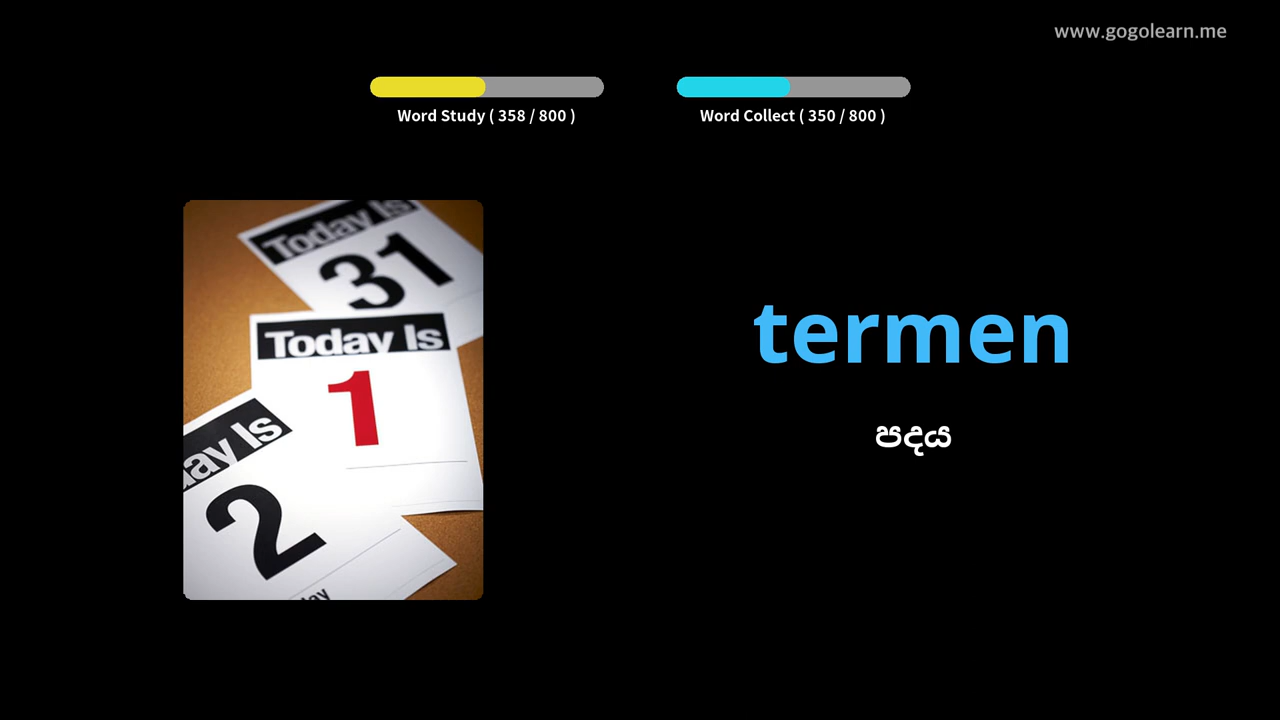 www.gogolearn.me
Word Study ( 358 / 800 )
Word Collect ( 350 / 800 )
Today Is
31
Today Is
1
ay Is
2
ay
termen
පදය